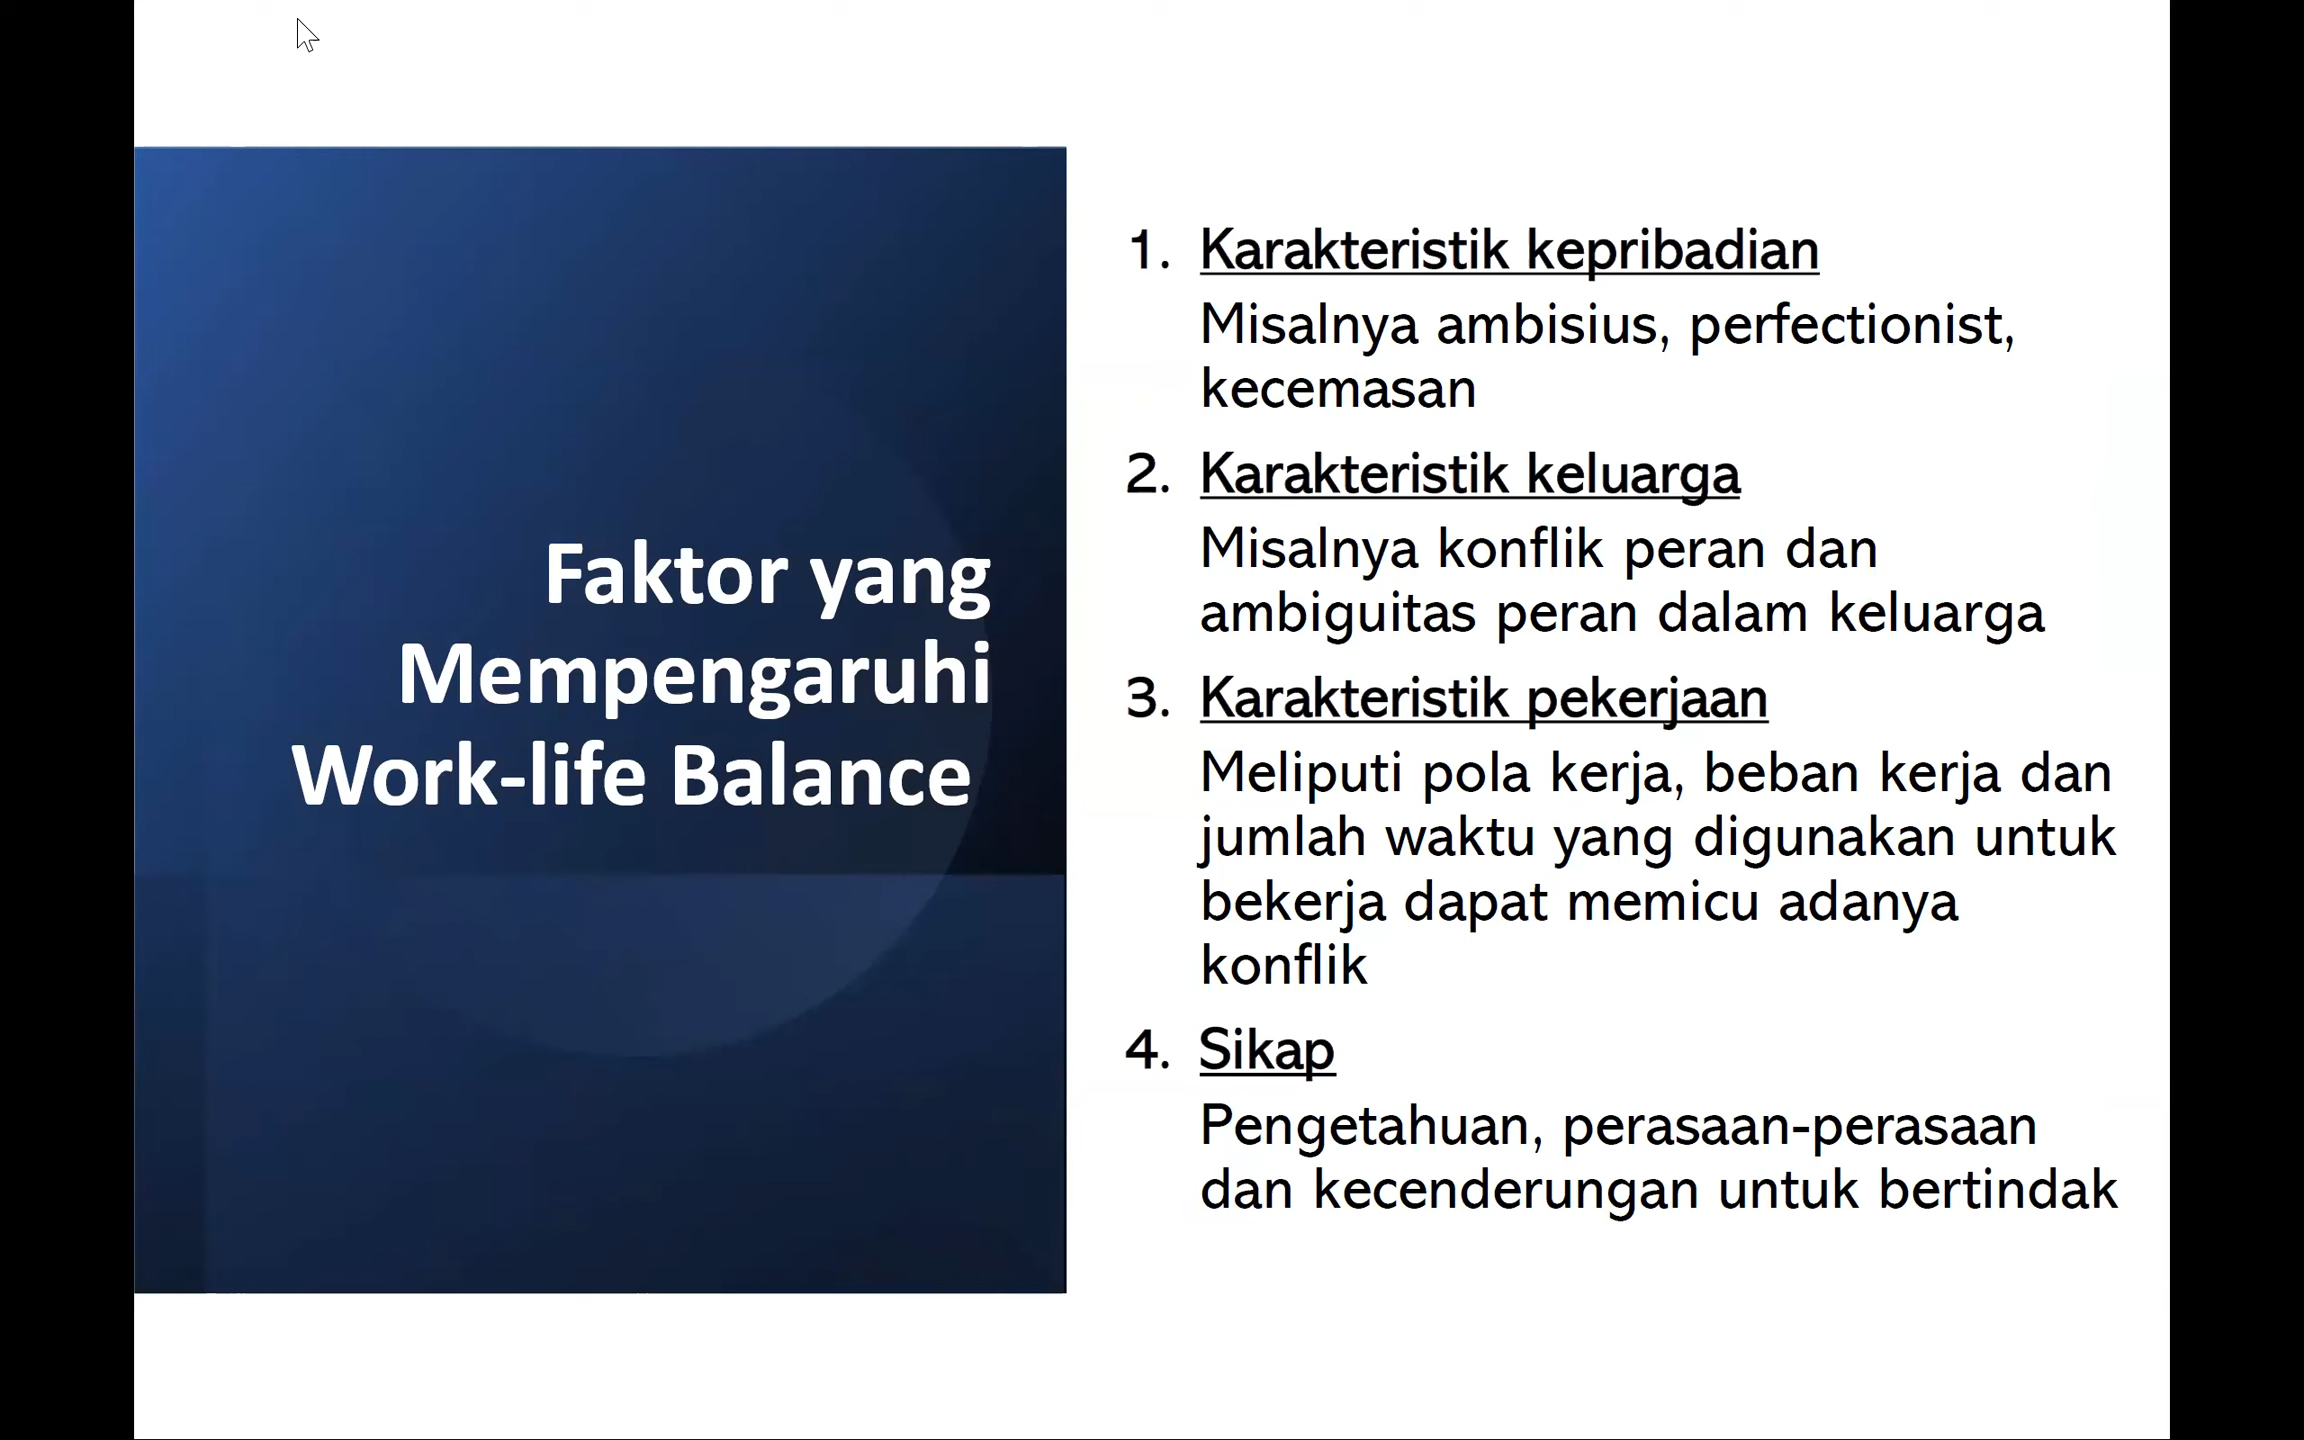 Faktor yang
Mempengaruhi
Work-life Balance
1. Karakteristik kepribadian
Misalnya ambisius, perfectionist,
kecemasan
2. Karakteristik keluarga
Misalnya konflik peran dan
ambiguitas peran dalam keluarga
3. Karakteristik pekerjaan
Meliputi pola kerja, beban kerja dan
jumlah waktu yang digunakan untuk
bekerja dapat memicu adanya
konflik
4. Sikap
Pengetahuan, perasaan-perasaan
dan kecenderungan untuk bertindak